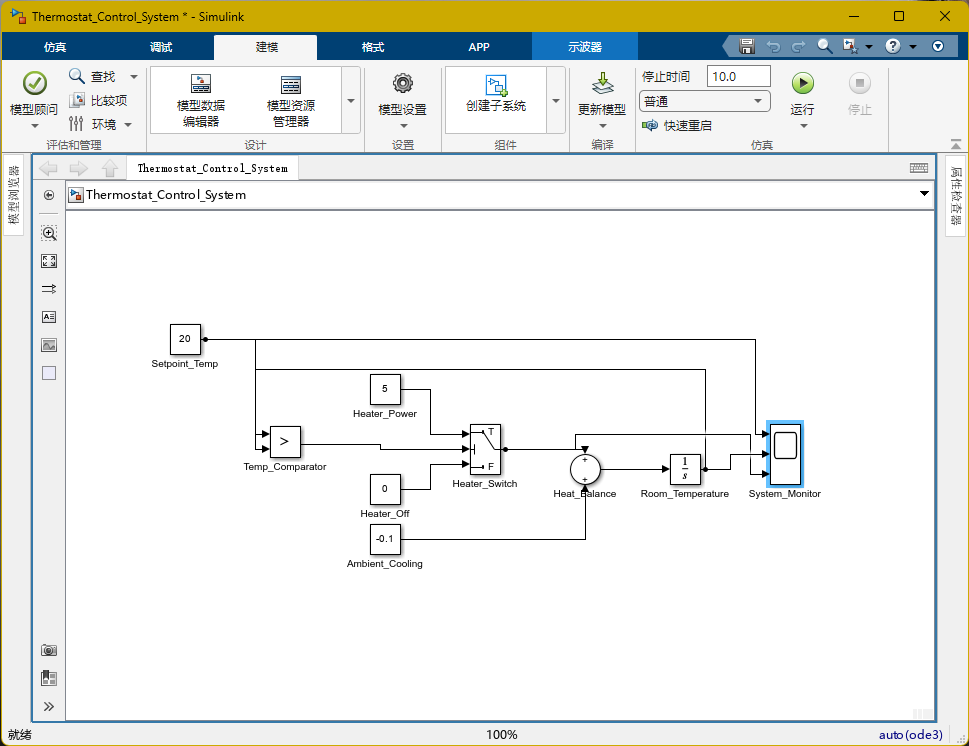 Thermostat_Control_System * - Simulink
仿真
调试
建模
格式
APP
示波器
模型顾问
查找
比较项
环境
评估和管理
模型数据
编辑器
模型资源
管理器
设计
模型设置
设置
创建子系统
组件
更新模型
编译
停止时间
10.0
普通
快速重启
运行
停止
仿真
模型浏览器
属性检查器
Thermostat_Control_System
Thermostat_Control_System
20
Setpoint_Temp
5
Heater_Power
>
Temp_Comparator
T
F
Heater_Switch
0
Heater_Off
-0.1
Ambient_Cooling
+
+
Heat_Balance
1
s
Room_Temperature
System_Monitor
就绪
100%
auto(ode3)